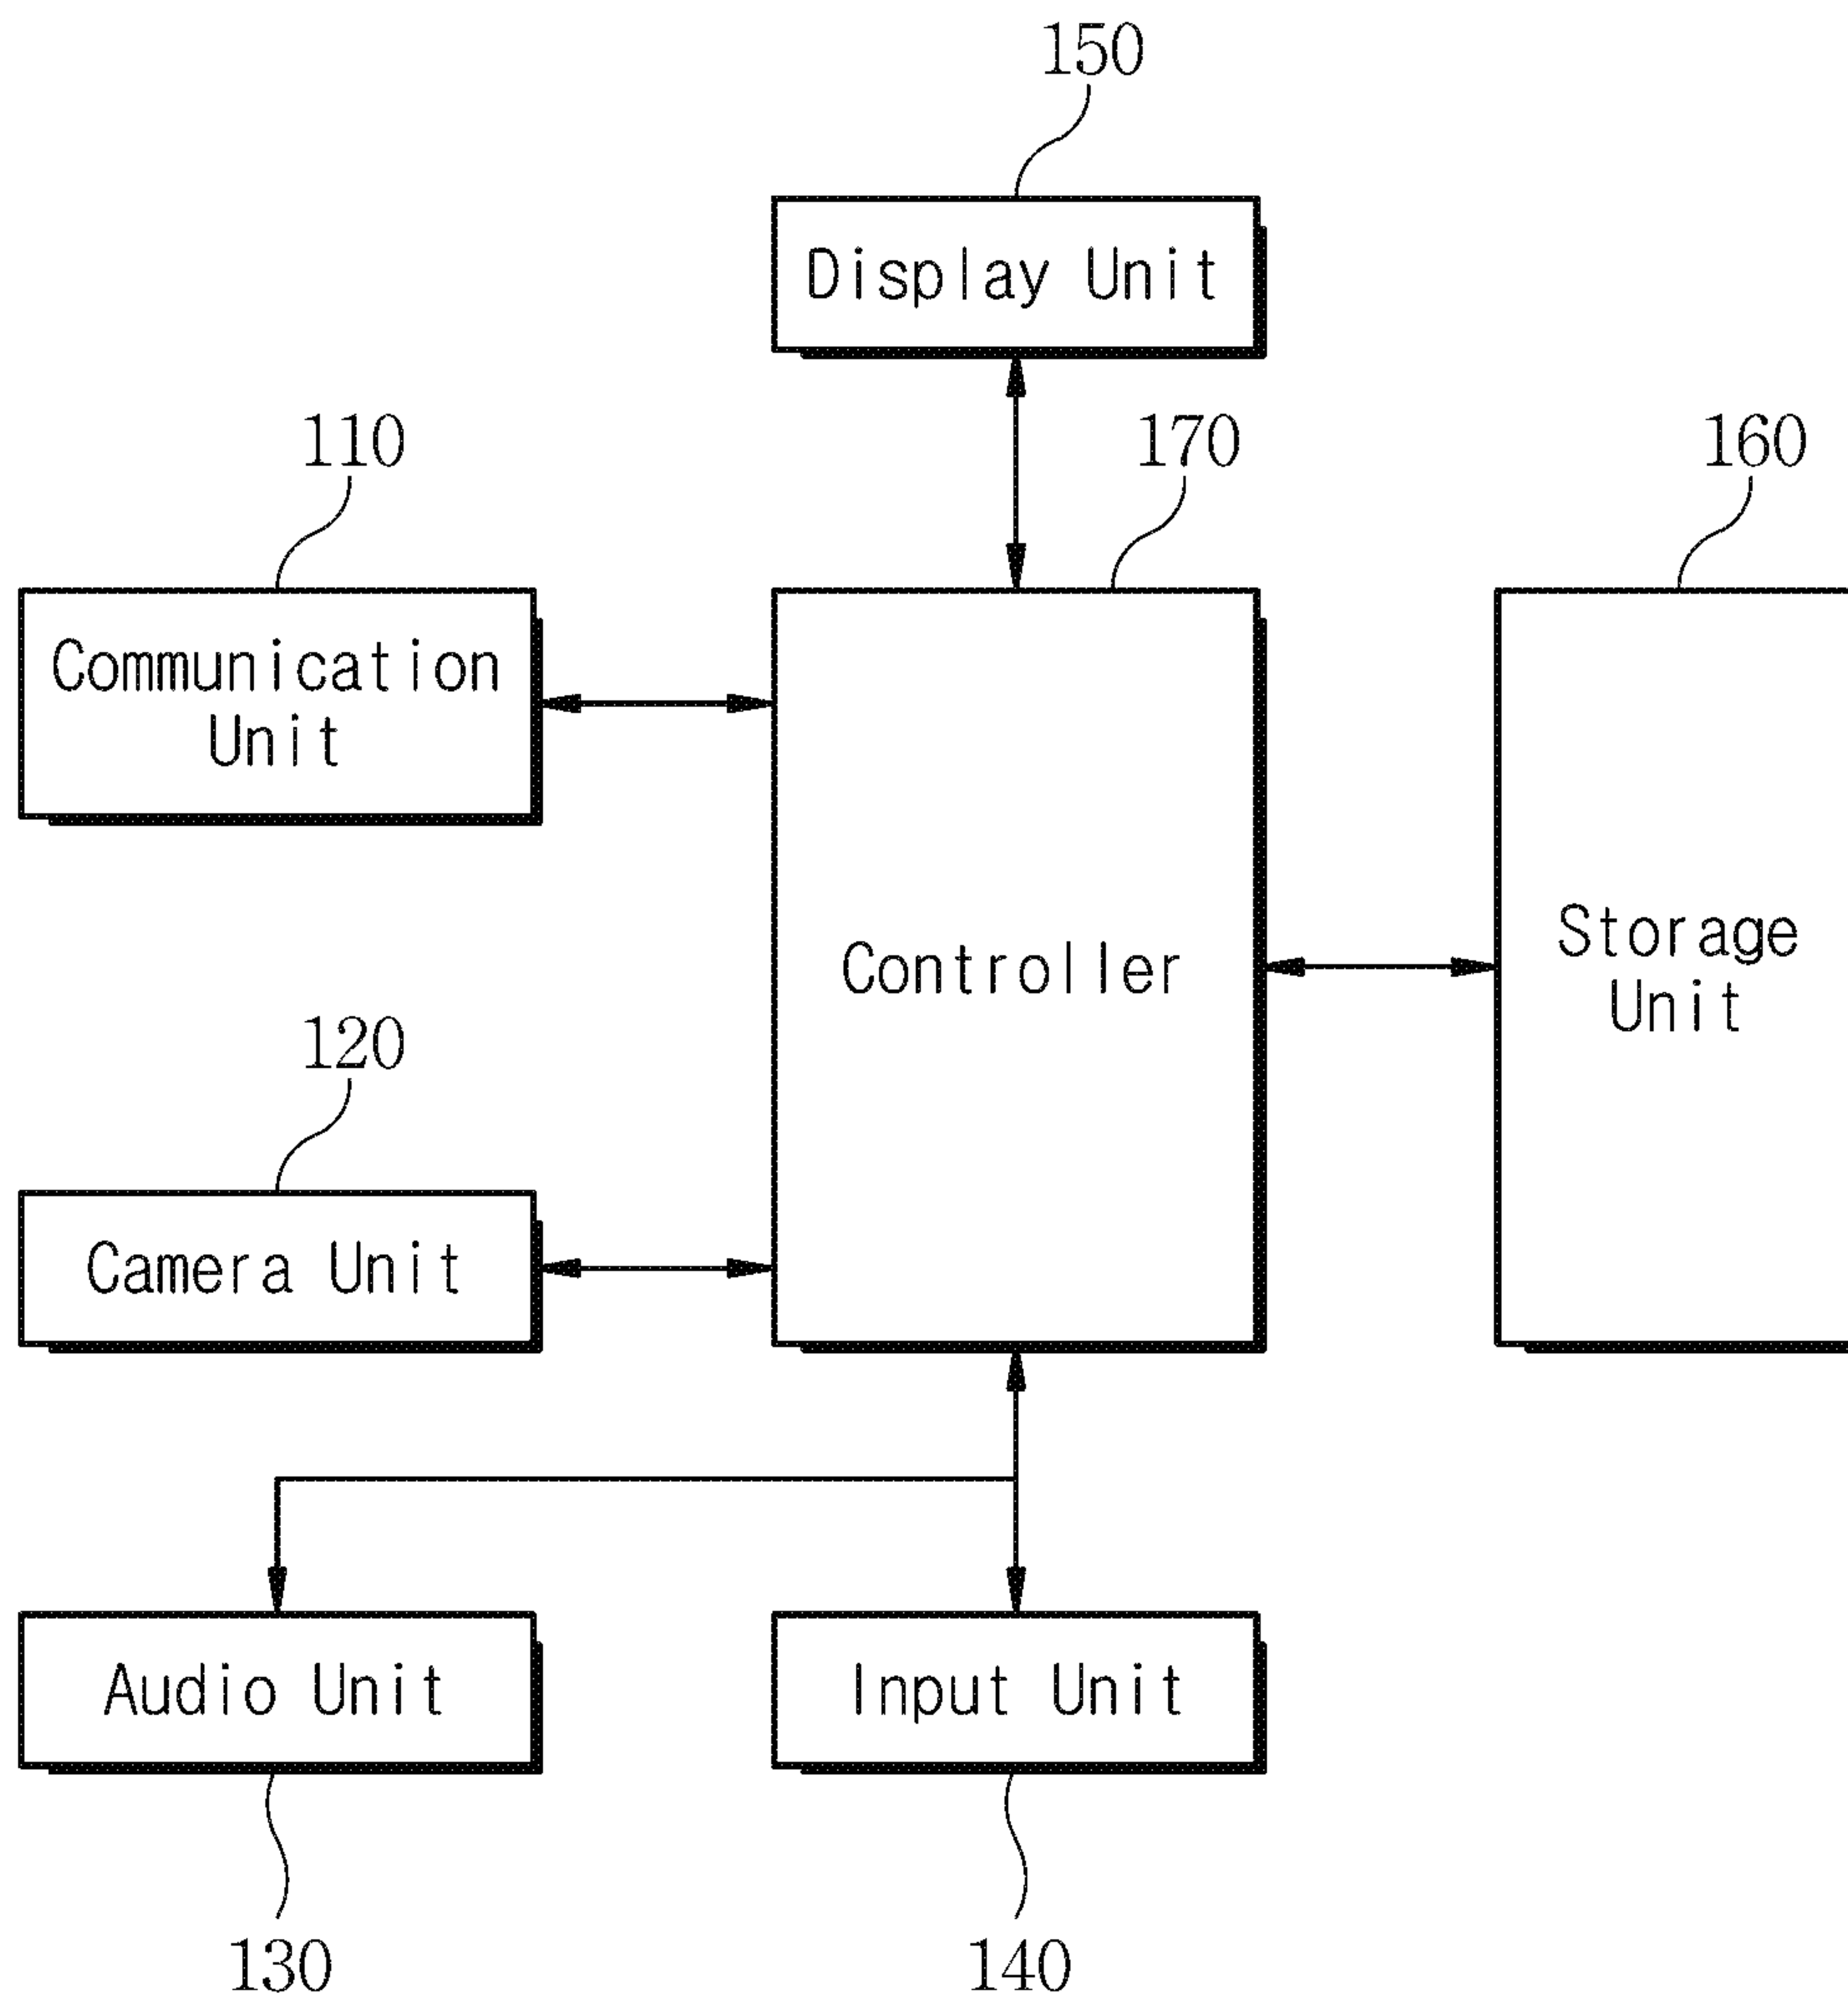 150
Display Unit
110
170
160
Communication
Unit
Controller
Storage
Unit
120
Camera Unit
Audio Unit
Input Unit
130
140